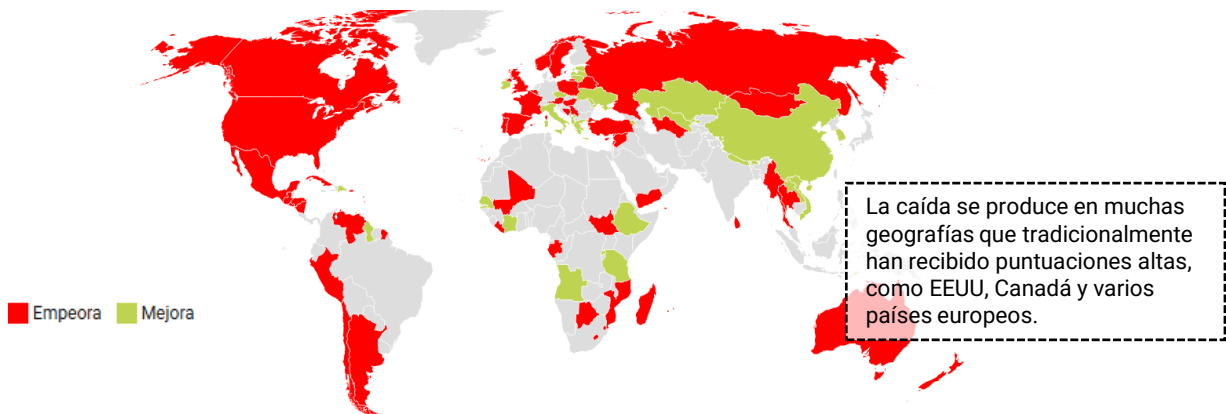 La caída se produce en muchas
geografías que tradicionalmente
han recibido puntuaciones altas,
como EEUU, Canadá y varios
países europeos.
Empeora
Mejora